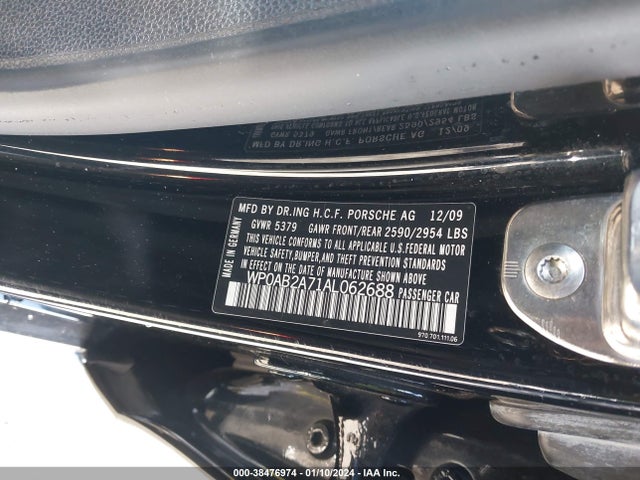 MFD BY DR.ING H.C.F. PORSCHE AG 12/09
GVWR 5379 GAWR FRONT/REAR 2590/2954 LBS
THIS VEHICLE CONFORMS TO ALL APPLICABLE U.S.FEDERAL MOTOR
VEHICLE SAFETY,BUMPER,AND THEFT PREVENTION STANDARDS
IN EFFECT ON THE DATE OF MANUFACTURE SHOWN ABOVE
WP0AB2A71AL062688 PASSENGER CAR
MADE IN GERMANY
970.701.111.06
000-38476974 - 01/10/2024 - IAA Inc.